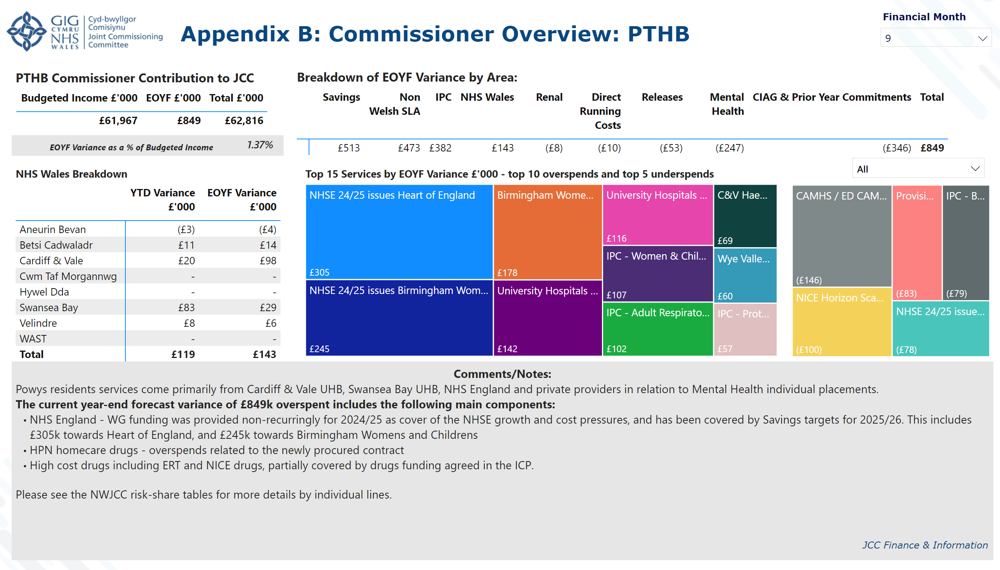 GIG
CYMRU
NHS
WALES
Cyd-bwyllgor
Comisiynu
Joint Commissioning
Committee
Appendix B: Commissioner Overview: PTHB
Financial Month
9
PTHB Commissioner Contribution to JCC
Budgeted Income £'000 EOYF £'000 Total £'000
£61,967 £849 £62,816
EOYF Variance as a % of Budgeted Income 1.37%
Breakdown of EOYF Variance by Area:
Savings Non Welsh SLA IPC NHS Wales Renal Direct Running Costs Releases Mental Health CIAG & Prior Year Commitments Total
£513 £473 £382 £143 (£8) (£10) (£53) (£247) (£346) £849
NHS Wales Breakdown
YTD Variance £'000 EOYF Variance £'000
Aneurin Bevan (£3) (£4)
Betsi Cadwaladr £11 £14
Cardiff & Vale £20 £98
Cwm Taf Morgannwg - -
Hywel Dda - -
Swansea Bay £83 £29
Velindre £8 £6
WAST - -
Total £119 £143
Top 15 Services by EOYF Variance £'000 - top 10 overspends and top 5 underspends
All
NHSE 24/25 issues Heart of England
£305
NHSE 24/25 issues Birmingham Wom...
£245
Birmingham Wome...
£178
University Hospitals ...
£142
University Hospitals ...
£116
IPC - Women & Chil...
£107
IPC - Adult Respirato...
£102
C&V Hae...
£69
Wye Valle...
£60
IPC - Prot...
£57
CAMHS / ED CAM...
(£146)
NICE Horizon Sca...
(£100)
Provisi...
(£83)
IPC - B...
(£79)
NHSE 24/25 issue...
(£78)
Comments/Notes:
Powys residents services come primarily from Cardiff & Vale UHB, Swansea Bay UHB, NHS England and private providers in relation to Mental Health individual placements.
The current year-end forecast variance of £849k overspent includes the following main components:
• NHS England - WG funding was provided non-recurringly for 2024/25 as cover of the NHSE growth and cost pressures, and has been covered by Savings targets for 2025/26. This includes
£305k towards Heart of England, and £245k towards Birmingham Womens and Childrens
• HPN homecare drugs - overspends related to the newly procured contract
• High cost drugs including ERT and NICE drugs, partially covered by drugs funding agreed in the ICP.
Please see the NWJCC risk-share tables for more details by individual lines.
JCC Finance & Information